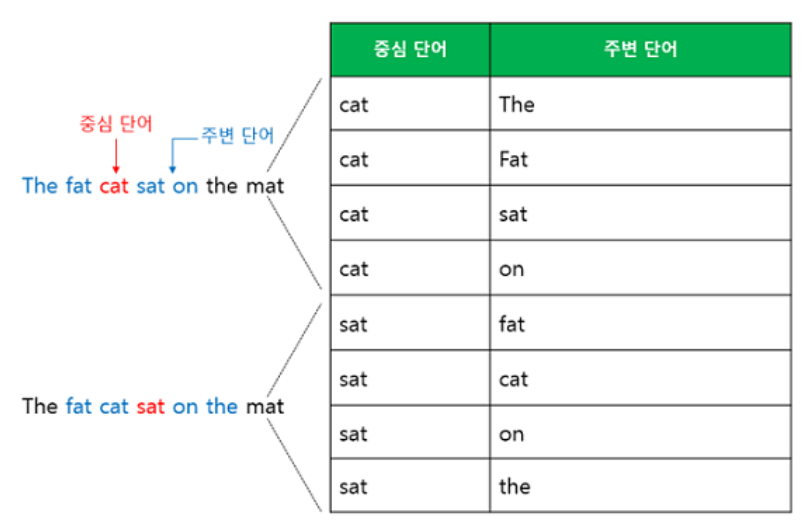 중심 단어 주변 단어
cat The
cat Fat
cat sat
cat on
sat fat
sat cat
sat on
sat the
중심 단어
주변 단어
The fat cat sat on the mat
The fat cat sat on the mat